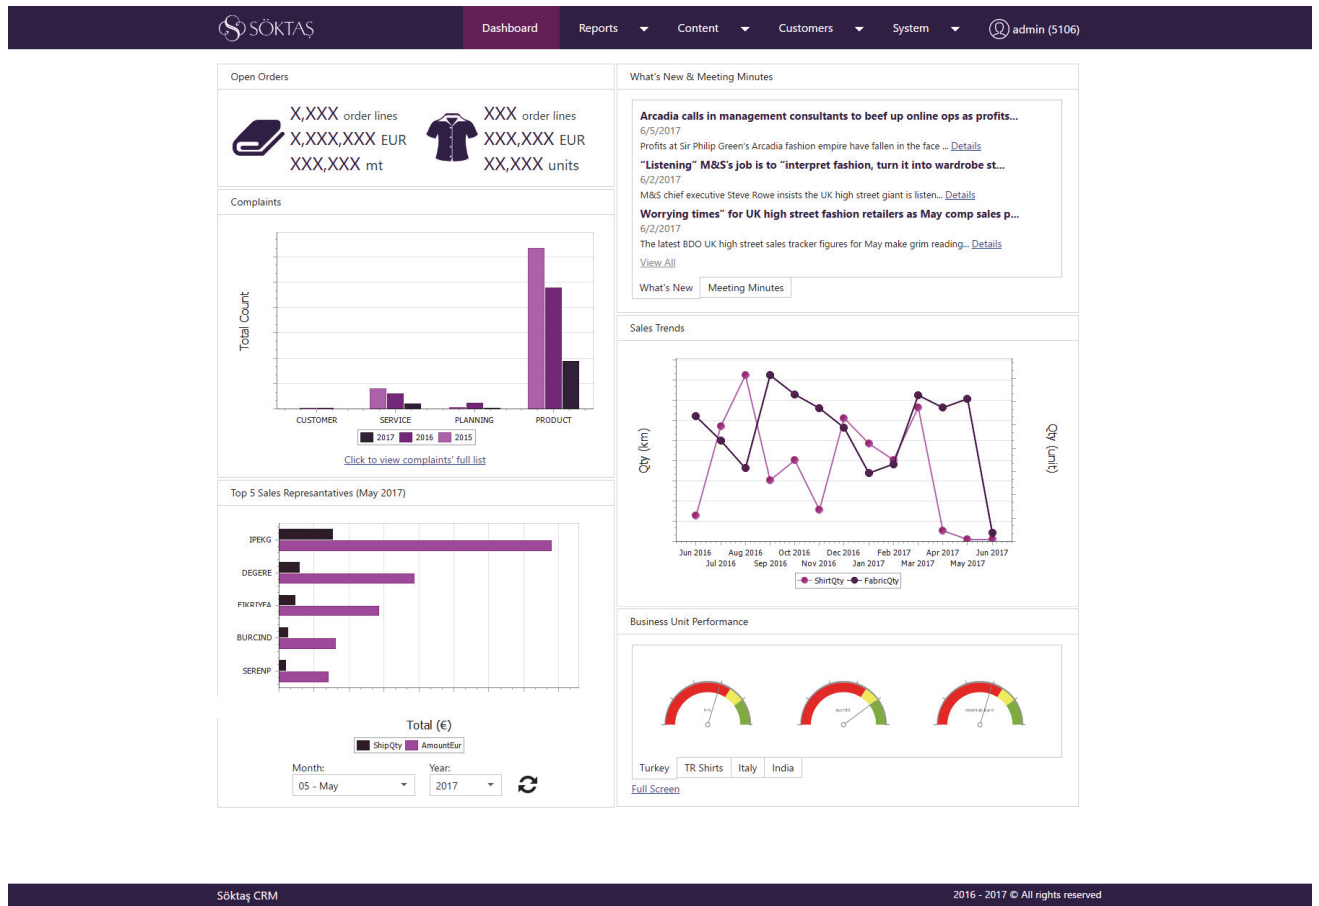 SÖKTAŞ
Dashboard
Reports
Content
Customers
System
admin (5106)
Open Orders
X,XXX order lines
X,XXX,XXX EUR
XXX,XXX mt
XXX order lines
XXX,XXX EUR
XX,XXX units
Complaints
Total Count
CUSTOMER SERVICE PLANNING PRODUCT
2017 2016 2015
Click to view complaints' full list
Top 5 Sales Represantatives (May 2017)
IPEKG
DEGERE
BURCIND
SERENP
Total (€)
ShipQty AmountEur
Month:
05 - May
Year:
2017
What's New & Meeting Minutes
Arcadia calls in management consultants to beef up online ops as profits...
6/5/2017
Profits at Sir Philip Green's Arcadia fashion empire have fallen in the face ... Details
“Listening” M&S’s job is to “interpret fashion, turn it into wardrobe st...
6/2/2017
M&S chief executive Steve Rowe insists the UK high street giant is listen... Details
Worrying times” for UK high street fashion retailers as May comp sales p...
6/2/2017
The latest BDO UK high street sales tracker figures for May make grim reading... Details
View All
What's New Meeting Minutes
Sales Trends
Qty (km)
Qty (unit)
Jun 2016 Aug 2016 Oct 2016 Dec 2016 Feb 2017 Apr 2017 Jun 2017
Jul 2016 Sep 2016 Nov 2016 Jan 2017 Mar 2017 May 2017
ShirtQty FabricQty
Business Unit Performance
Turkey TR Shirts Italy India
Full Screen
Söktaş CRM
2016 - 2017 © All rights reserved